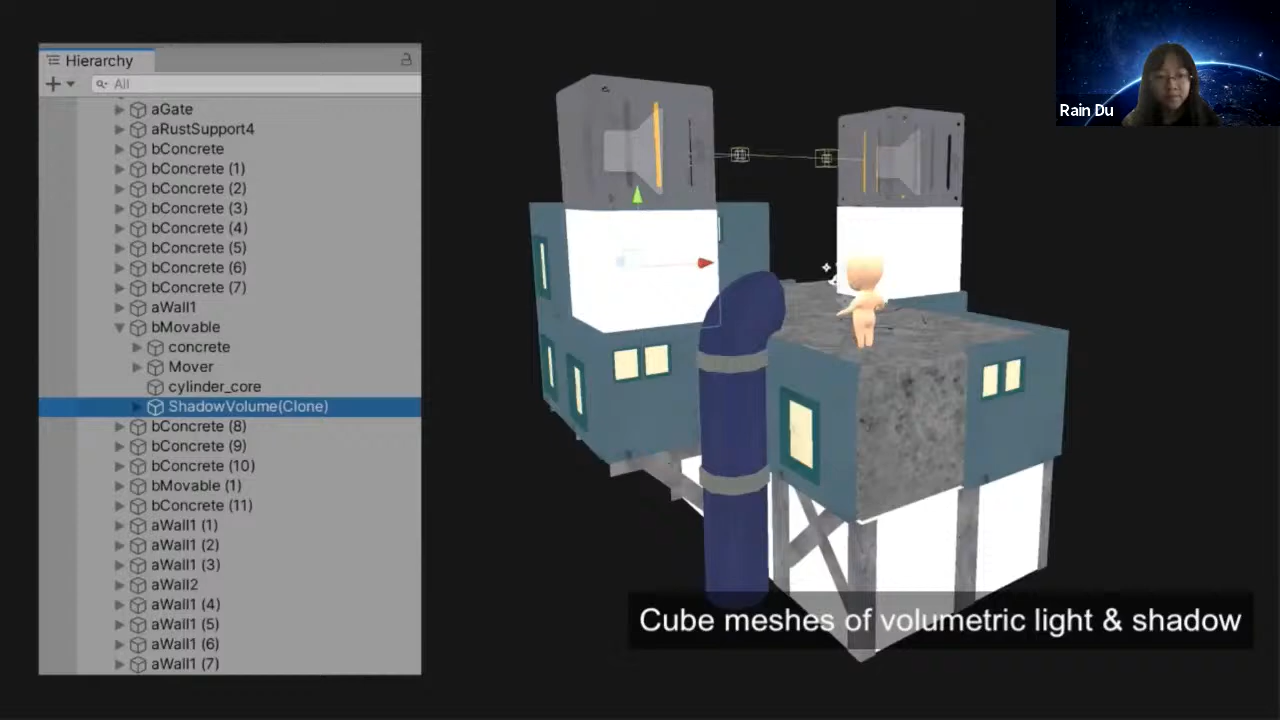 Hierarchy
All
aGate
aRustSupport4
bConcrete
bConcrete (1)
bConcrete (2)
bConcrete (3)
bConcrete (4)
bConcrete (5)
bConcrete (6)
bConcrete (7)
aWall1
bMovable
concrete
Mover
cylinder_core
ShadowVolume(Clone)
bConcrete (8)
bConcrete (9)
bConcrete (10)
bMovable (1)
bConcrete (11)
aWall1 (1)
aWall1 (2)
aWall1 (3)
aWall2
aWall1 (4)
aWall1 (5)
aWall1 (6)
aWall1 (7)
Rain Du
Cube meshes of volumetric light & shadow